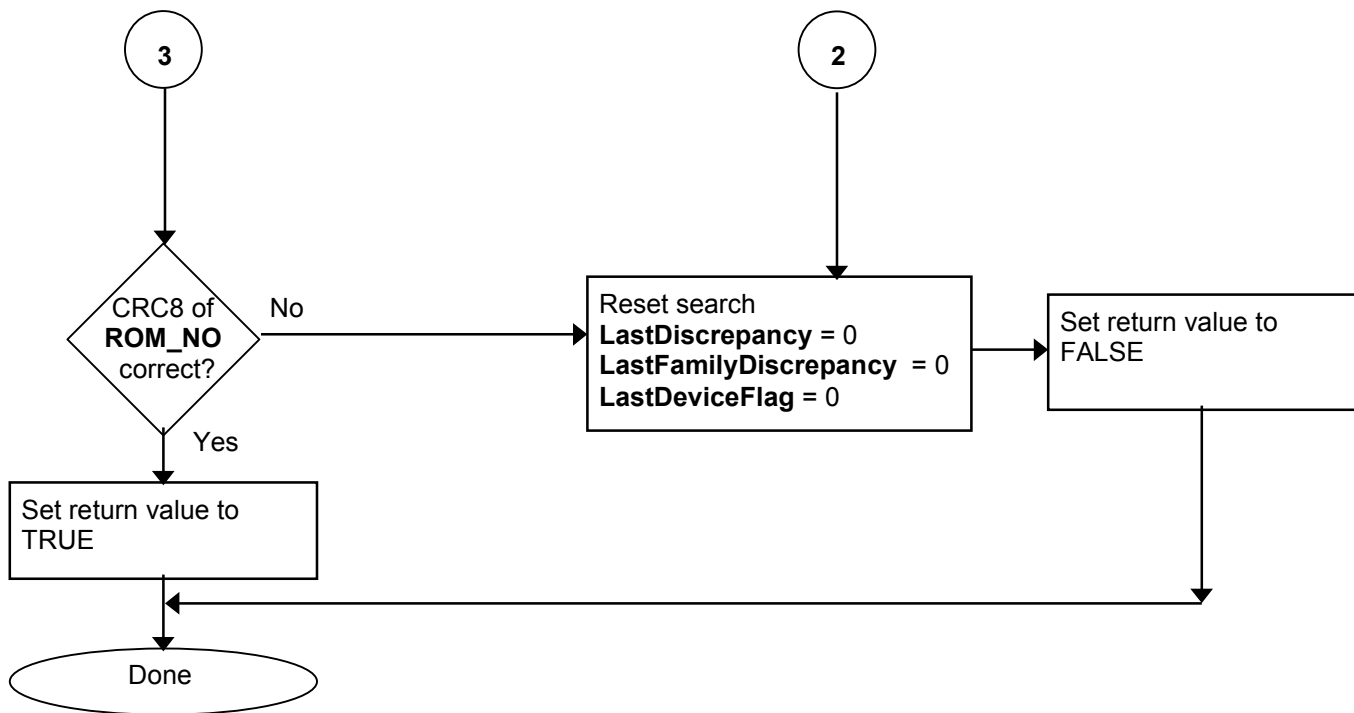 3
2
CRC8 of
ROM_NO
correct?
No
Yes
Reset search
LastDiscrepancy = 0
LastFamilyDiscrepancy = 0
LastDeviceFlag = 0
Set return value to
FALSE
Set return value to
TRUE
Done